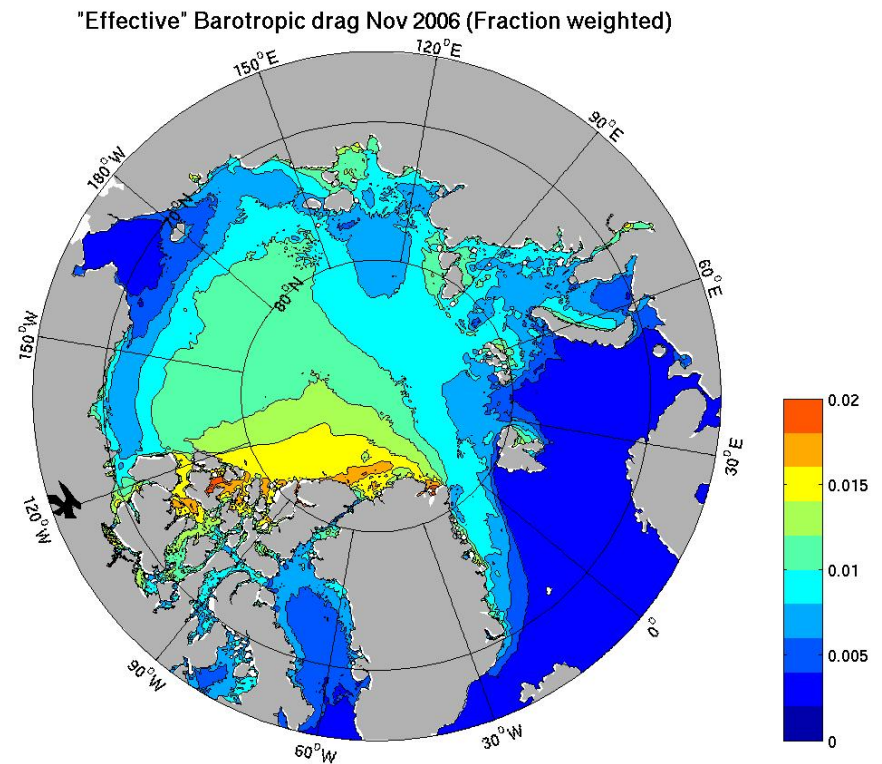 "Effective" Barotropic drag Nov 2006 (Fraction weighted)
120°E
150°E
90°E
180°W
70°N
60°E
80°N
150°W
0.02
30°E
0.015
120°W
0.01
0°
90°W
0.005
30°W
60°W
0